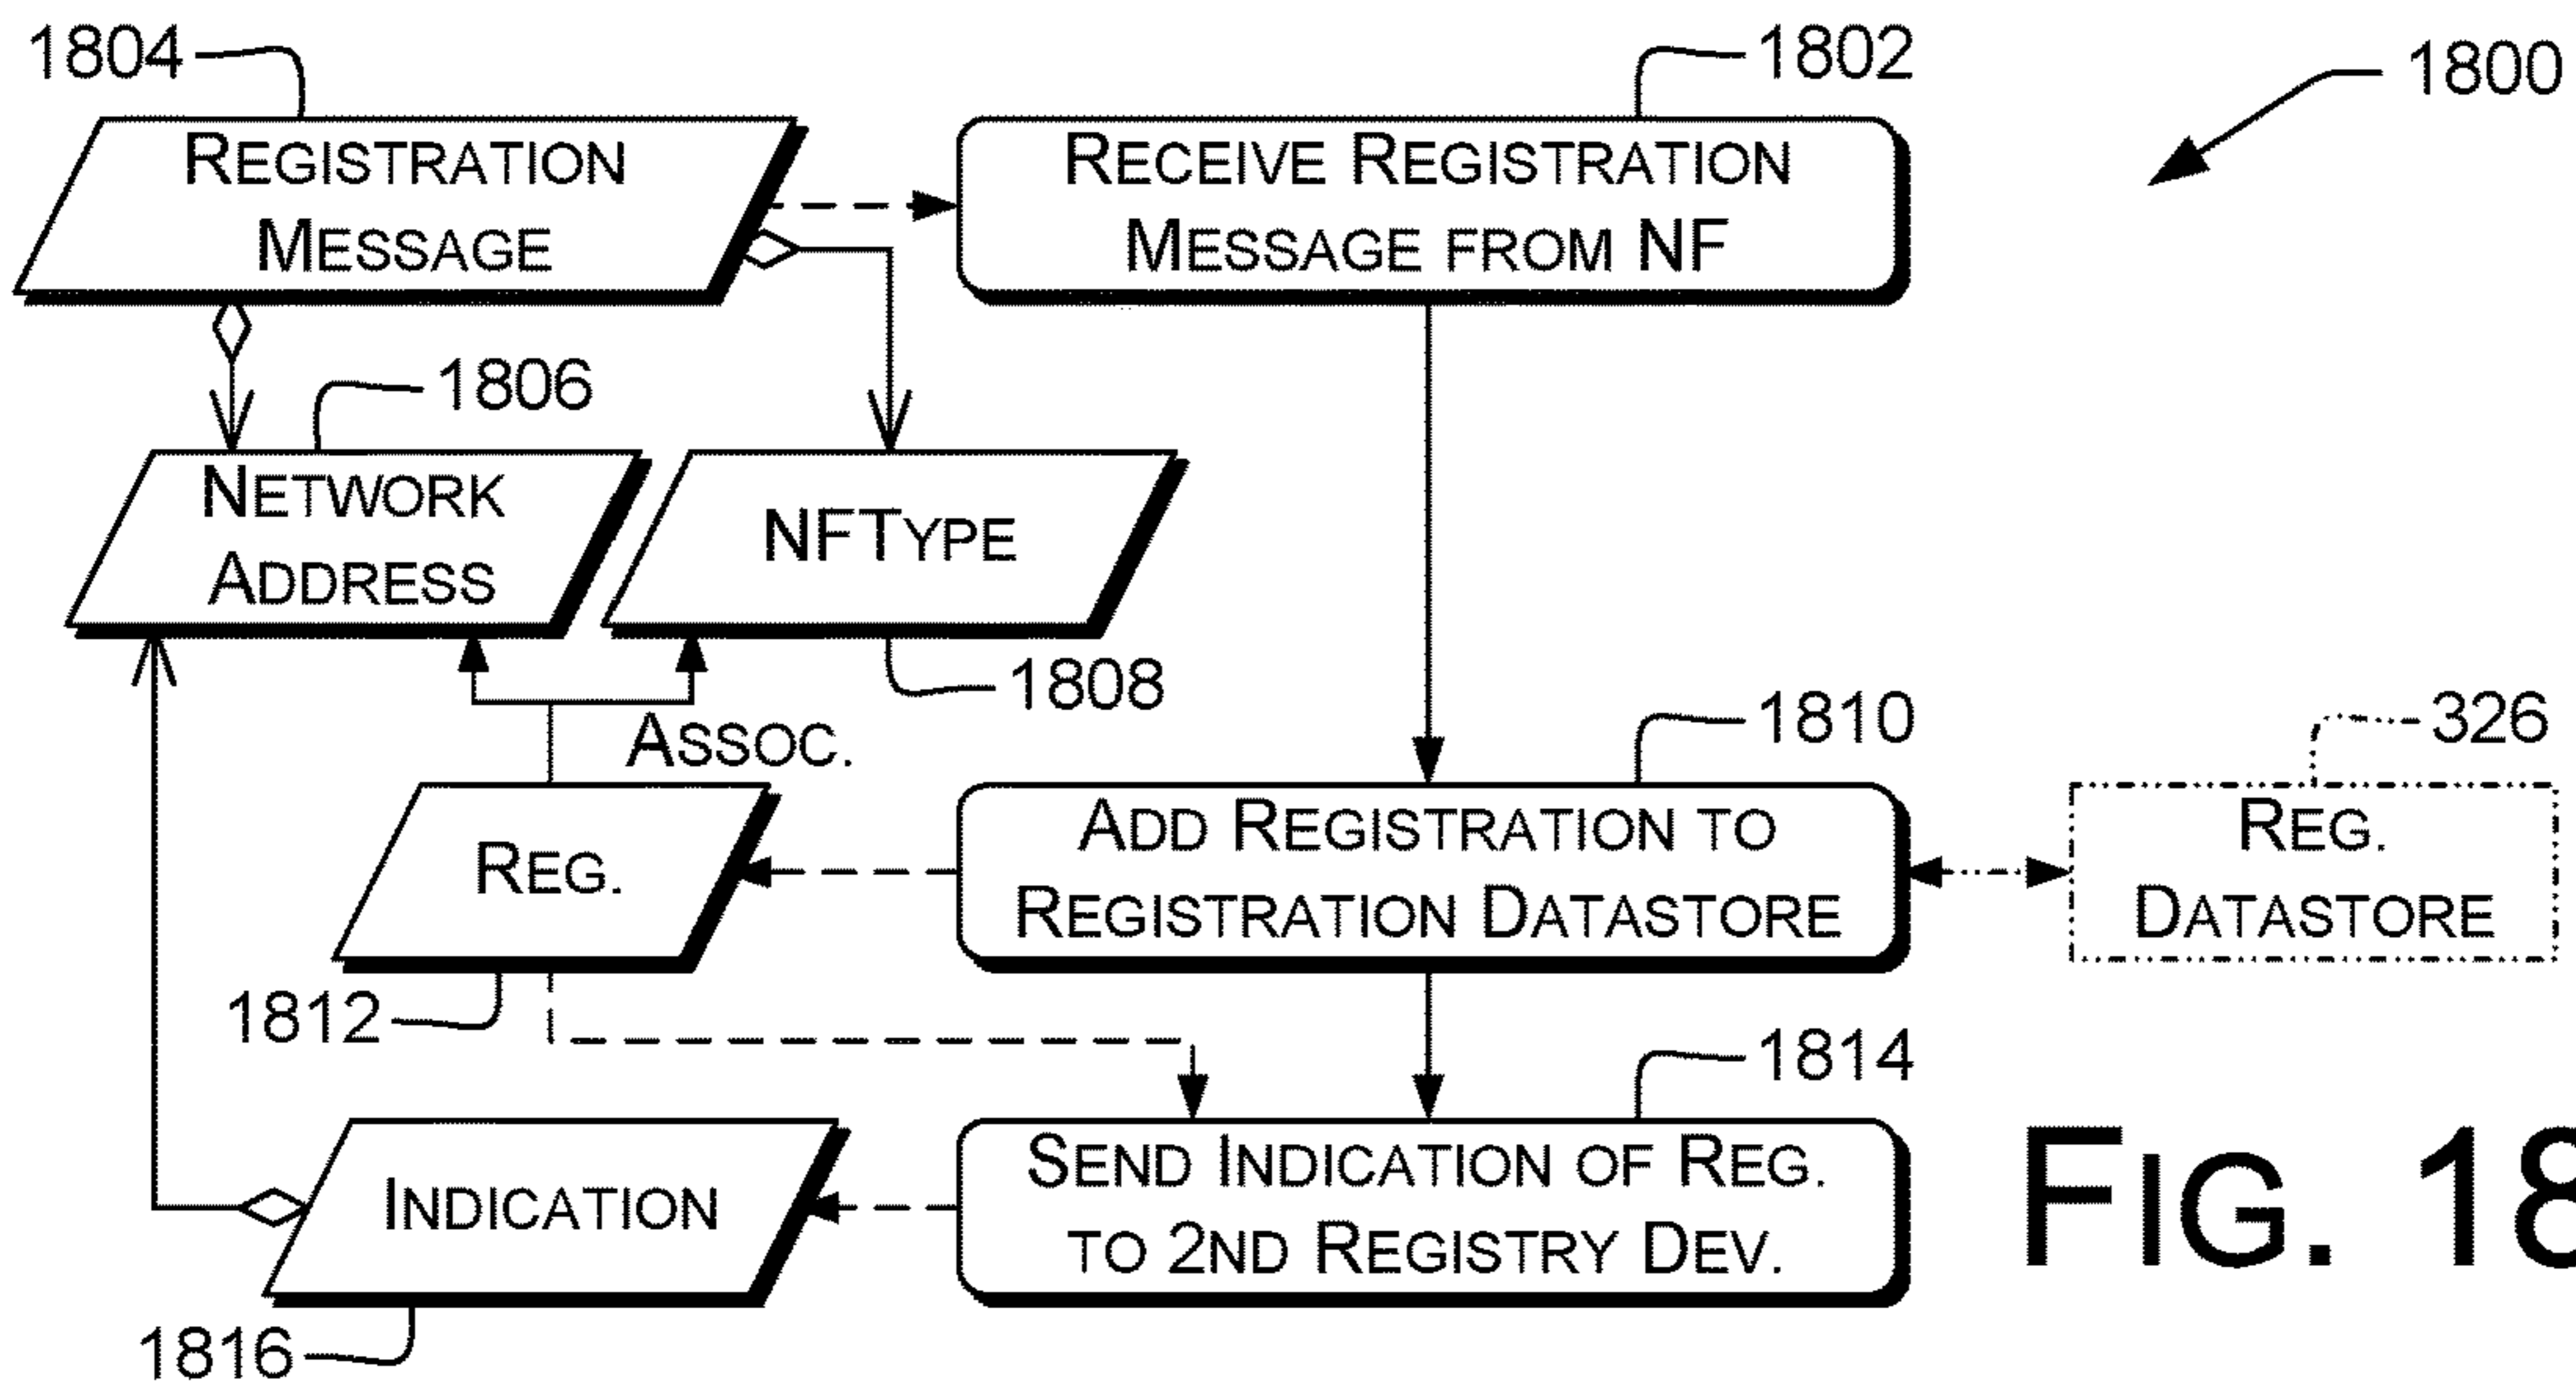 1804
1802
1800
REGISTRATION
MESSAGE
RECEIVE REGISTRATION
MESSAGE FROM NF
1806
NETWORK
ADDRESS
NFTYPE
1808
ASSOC.
1810
326
REG.
ADD REGISTRATION TO
REGISTRATION DATASTORE
REG.
DATASTORE
1812
1814
INDICATION
SEND INDICATION OF REG.
TO 2ND REGISTRY DEV.
FIG. 18
1816